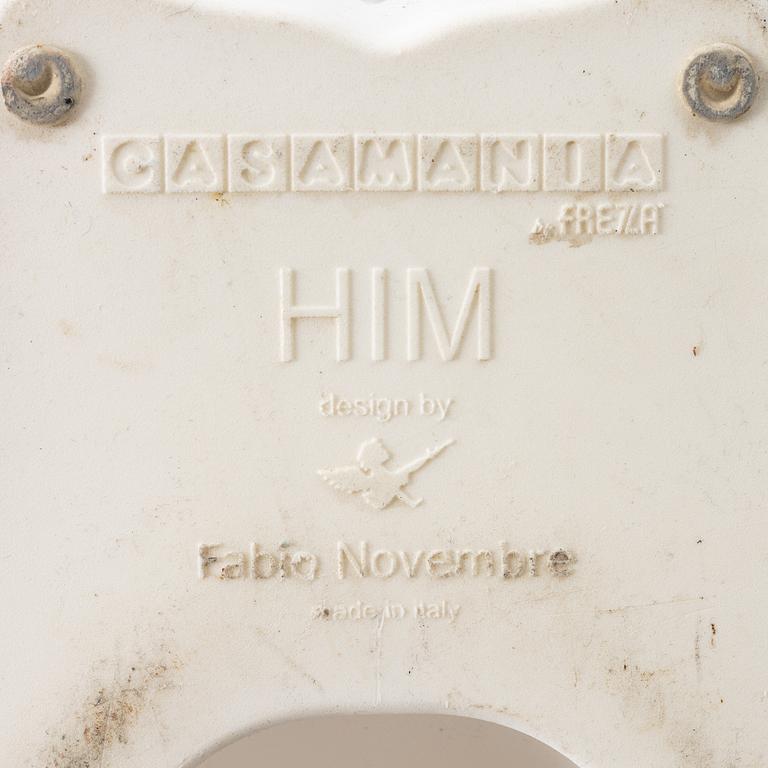 CASAMANIA
by FREZZA
HIM
design by
Fabio Novembre
made in italy